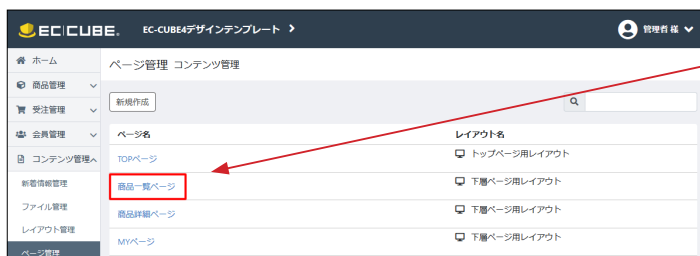 EC CUBE. EC-CUBE4デザインテンプレート 管理者 様
ホーム
商品管理
受注管理
会員管理
コンテンツ管理
新着情報管理
ファイル管理
レイアウト管理
ページ管理
ページ管理 コンテンツ管理
新規作成
ページ名 レイアウト名
TOPページ トップページ用レイアウト
商品一覧ページ 下層ページ用レイアウト
商品詳細ページ 下層ページ用レイアウト
MYページ 下層ページ用レイアウト